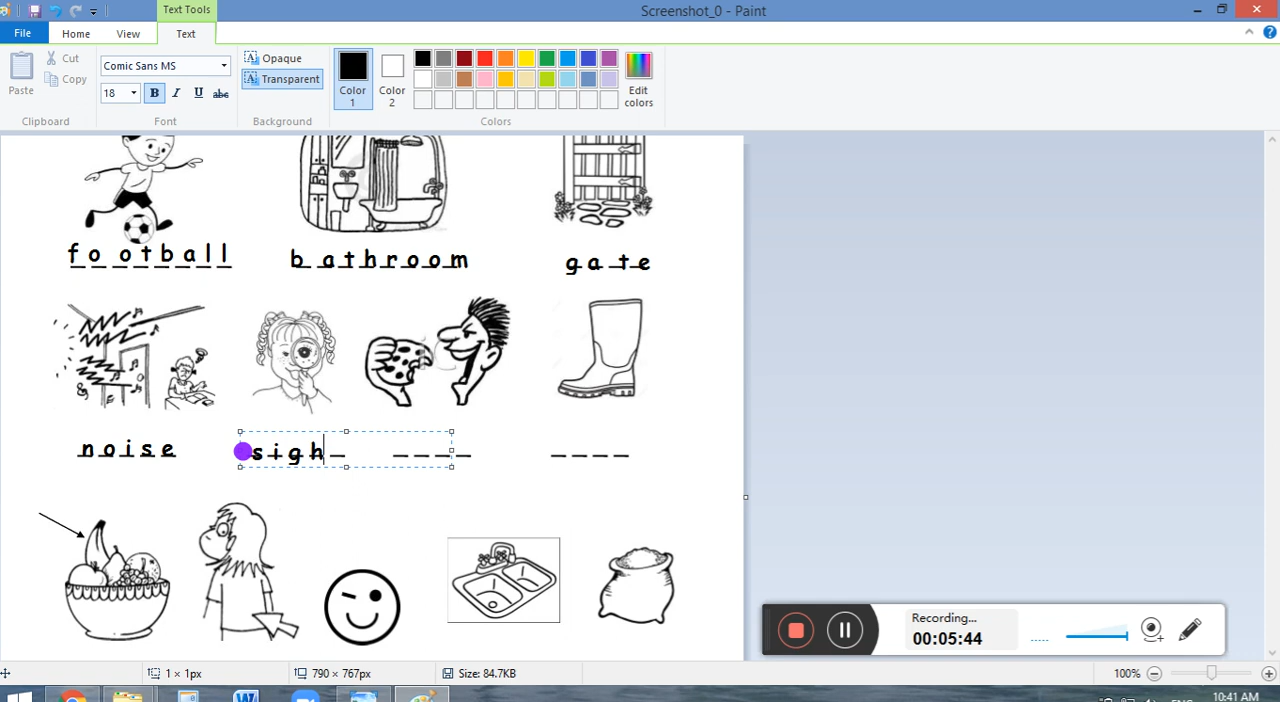 Text Tools
Screenshot_0 - Paint
File
Home
View
Text
Paste
Cut
Copy
Clipboard
Comic Sans MS
18
B
I
U
abc
Font
A Opaque
A Transparent
Background
Color
1
Color
2
Edit
colors
Colors
football
bathroom
gate
noise
sigh_
_ _ _ _
_ _ _ _
Recording...
00:05:44
1 × 1px
790 × 767px
Size: 84.7KB
100%
10:41 AM